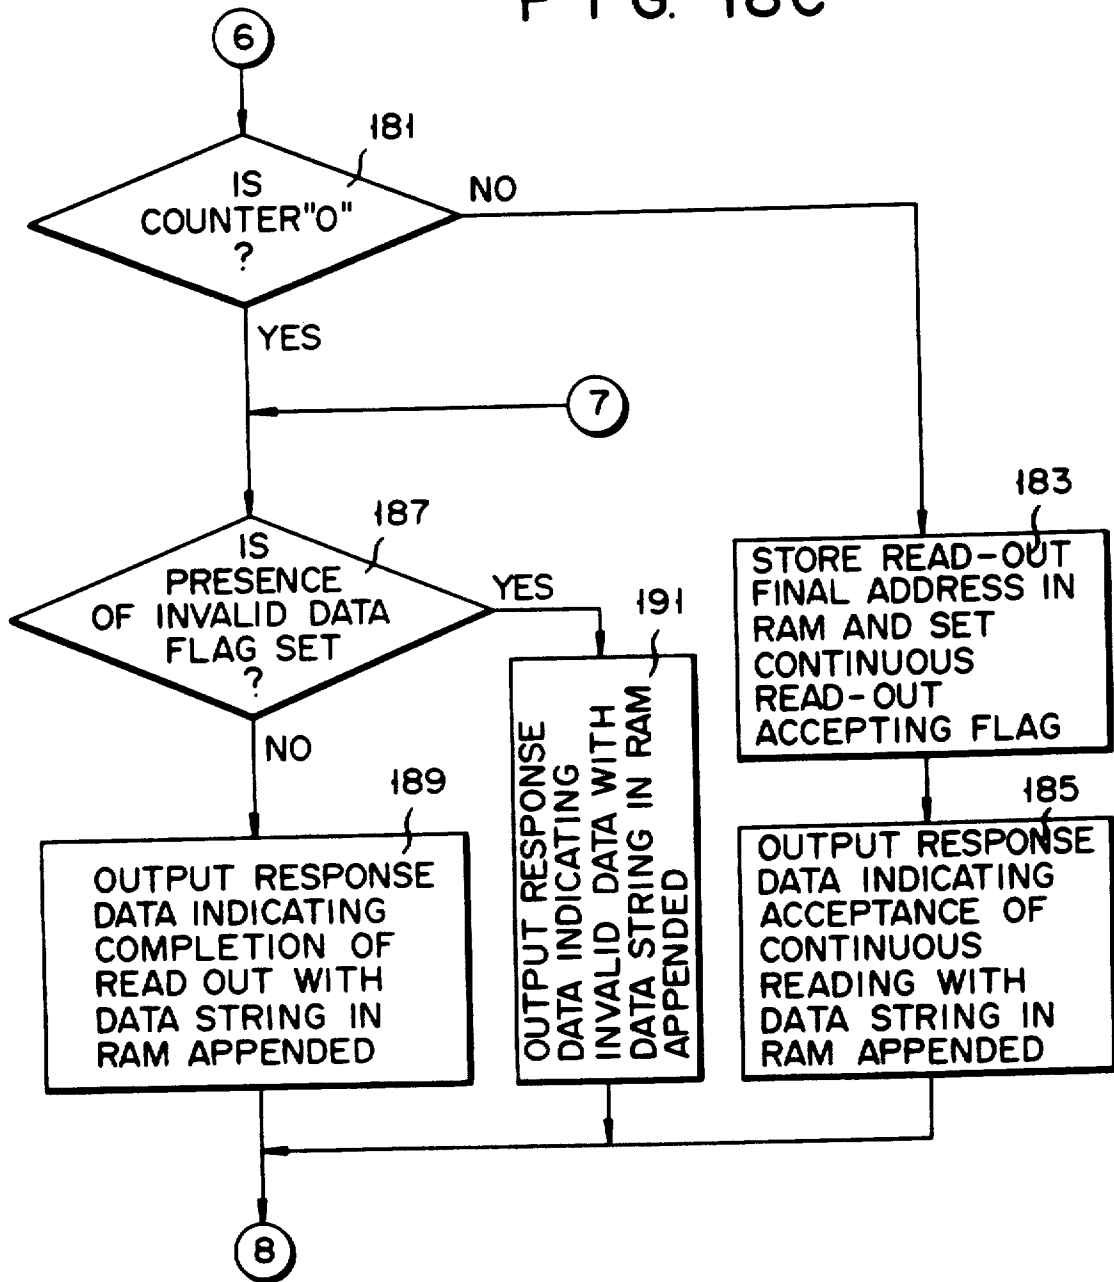 FIG. 18C
6
181
IS
COUNTER "0"
?
NO
YES
7
187
IS
PRESENCE
OF INVALID DATA
FLAG SET
?
YES
NO
183
STORE READ-OUT
FINAL ADDRESS IN
RAM AND SET
CONTINUOUS
READ-OUT
ACCEPTING FLAG
191
OUTPUT RESPONSE
DATA INDICATING
INVALID DATA WITH
DATA STRING IN RAM
APPENDED
189
OUTPUT RESPONSE
DATA INDICATING
COMPLETION OF
READ OUT WITH
DATA STRING IN
RAM APPENDED
185
OUTPUT RESPONSE
DATA INDICATING
ACCEPTANCE OF
CONTINUOUS
READING WITH
DATA STRING IN
RAM APPENDED
8